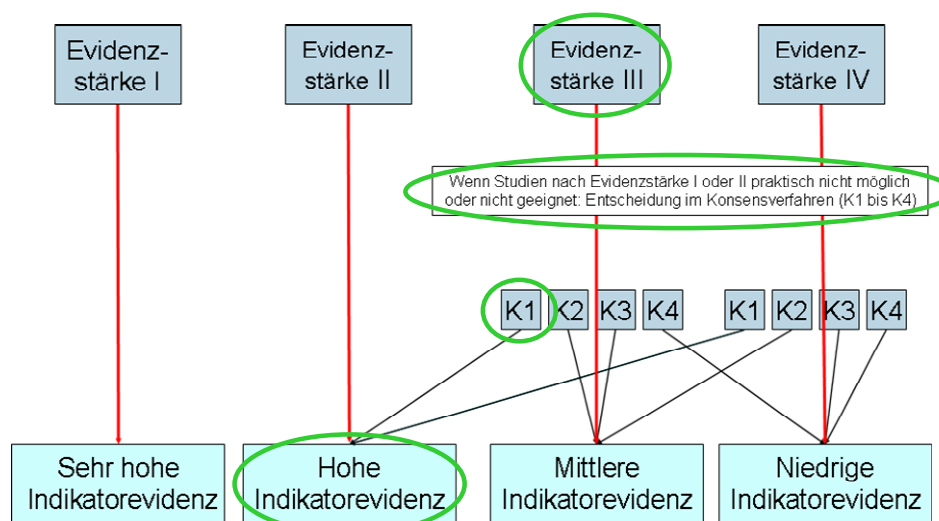 Evidenz-
stärke I
Evidenz-
stärke II
Evidenz-
stärke III
Evidenz-
stärke IV
Wenn Studien nach Evidenzstärke I oder II praktisch nicht möglich
oder nicht geeignet: Entscheidung im Konsensverfahren (K1 bis K4)
K1 K2 K3 K4 K1 K2 K3 K4
Sehr hohe
Indikatorevidenz
Hohe
Indikatorevidenz
Mittlere
Indikatorevidenz
Niedrige
Indikatorevidenz